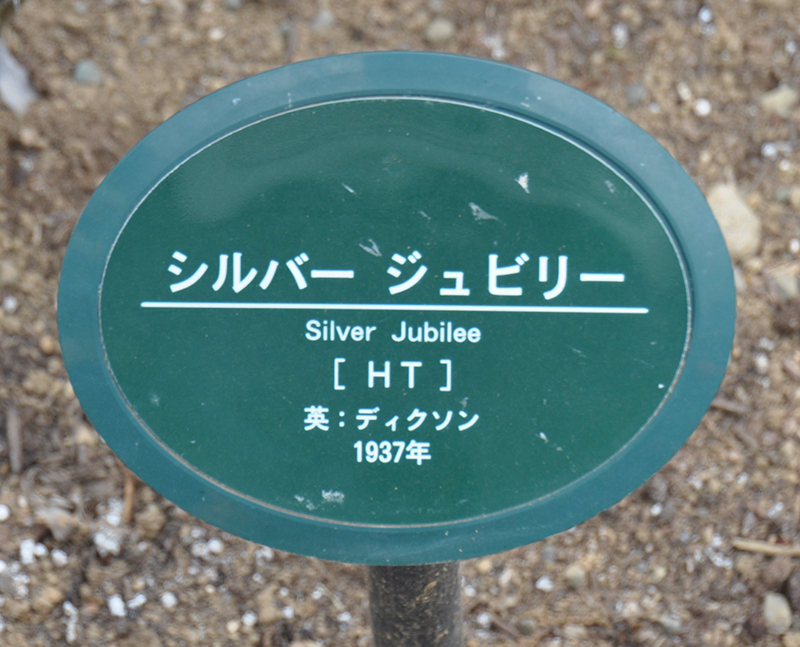 シルバー ジュビリー
Silver Jubilee
[ HT ]
英：ディクソン
1937年